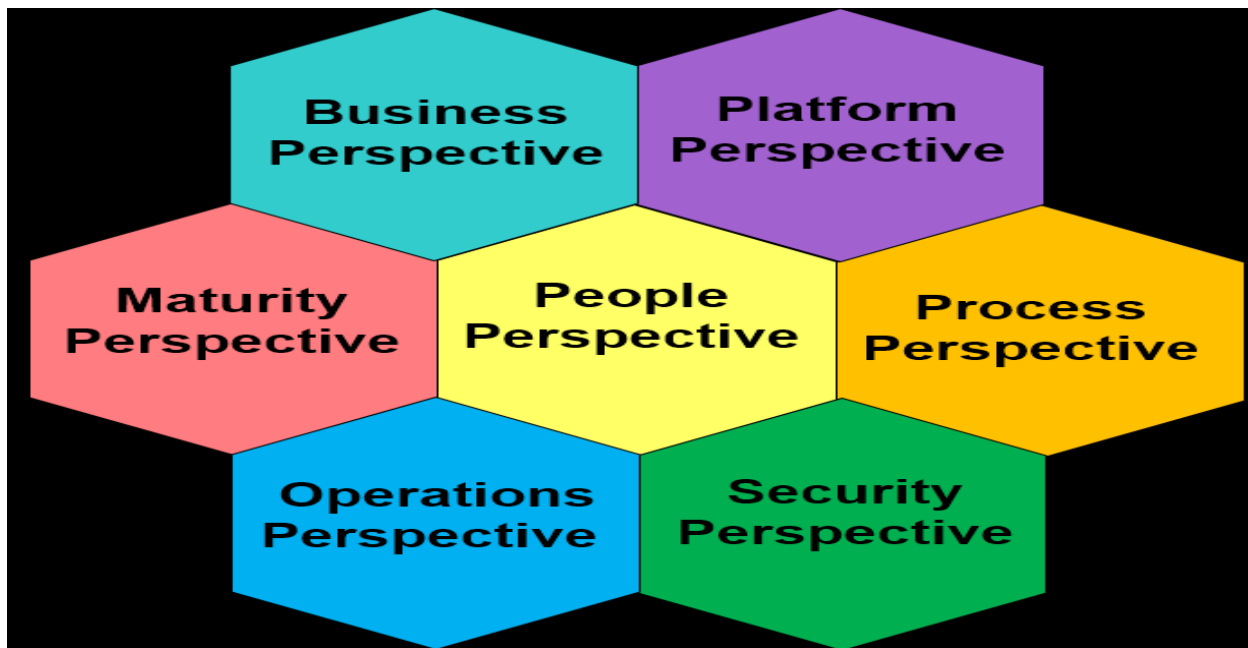 Business
Perspective
Platform
Perspective
Maturity
Perspective
People
Perspective
Process
Perspective
Operations
Perspective
Security
Perspective